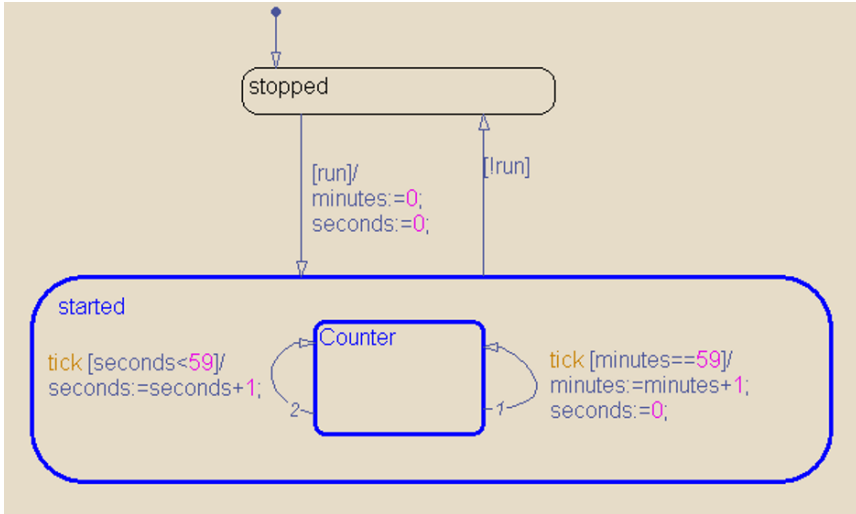 stopped
[run]/
minutes:=0;
seconds:=0;
[!run]
started
Counter
tick [seconds<59]/
seconds:=seconds+1;
2
1
tick [minutes==59]/
minutes:=minutes+1;
seconds:=0;